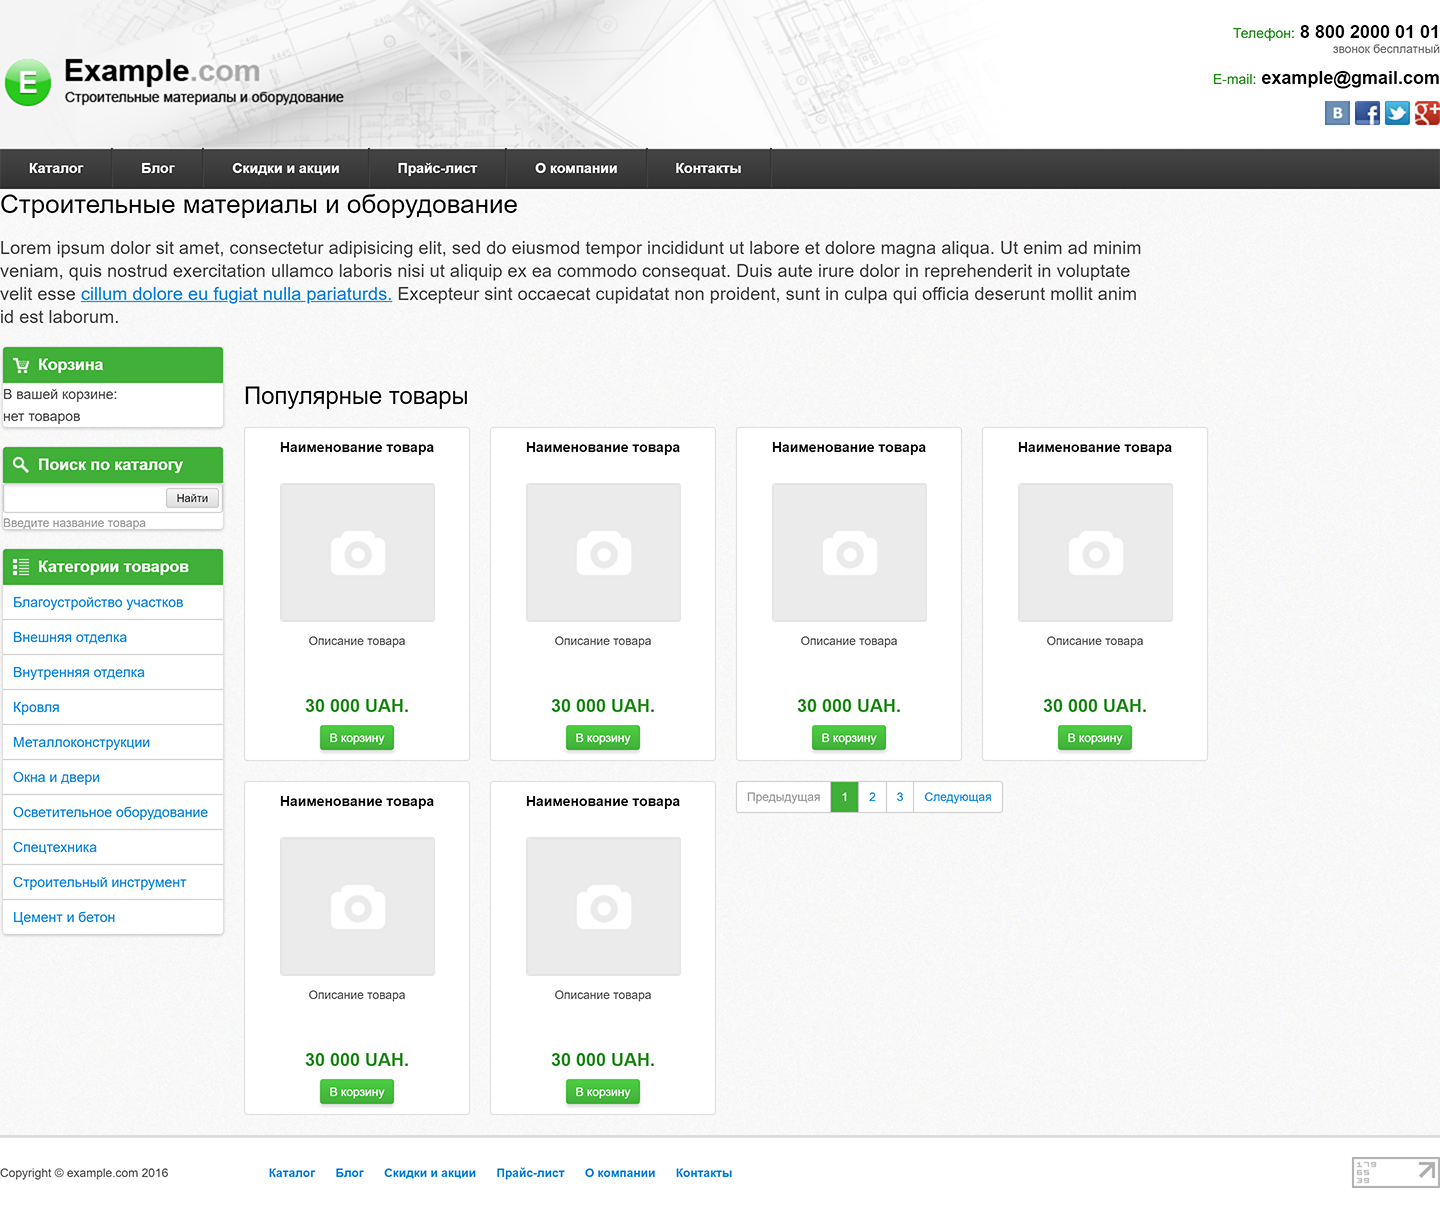 Телефон: 8 800 2000 01 01
звонок бесплатный
E
Example.com
Строительные материалы и оборудование
E-mail: example@gmail.com
Каталог Блог Скидки и акции Прайс-лист О компании Контакты
Строительные материалы и оборудование
Lorem ipsum dolor sit amet, consectetur adipisicing elit, sed do eiusmod tempor incididunt ut labore et dolore magna aliqua. Ut enim ad minim
veniam, quis nostrud exercitation ullamco laboris nisi ut aliquip ex ea commodo consequat. Duis aute irure dolor in reprehenderit in voluptate
velit esse cillum dolore eu fugiat nulla pariaturds. Excepteur sint occaecat cupidatat non proident, sunt in culpa qui officia deserunt mollit anim
id est laborum.
Корзина
В вашей корзине:
нет товаров
Поиск по каталогу
Найти
Введите название товара
Категории товаров
Благоустройство участков
Внешняя отделка
Внутренняя отделка
Кровля
Металлоконструкции
Окна и двери
Осветительное оборудование
Спецтехника
Строительный инструмент
Цемент и бетон
Популярные товары
Наименование товара Наименование товара Наименование товара Наименование товара
Описание товара Описание товара Описание товара Описание товара
30 000 UAH. 30 000 UAH. 30 000 UAH. 30 000 UAH.
В корзину В корзину В корзину В корзину
Наименование товара Наименование товара
Описание товара Описание товара
30 000 UAH. 30 000 UAH.
В корзину В корзину
Предыдущая 1 2 3 Следующая
Copyright © example.com 2016
Каталог Блог Скидки и акции Прайс-лист О компании Контакты
179
65
39